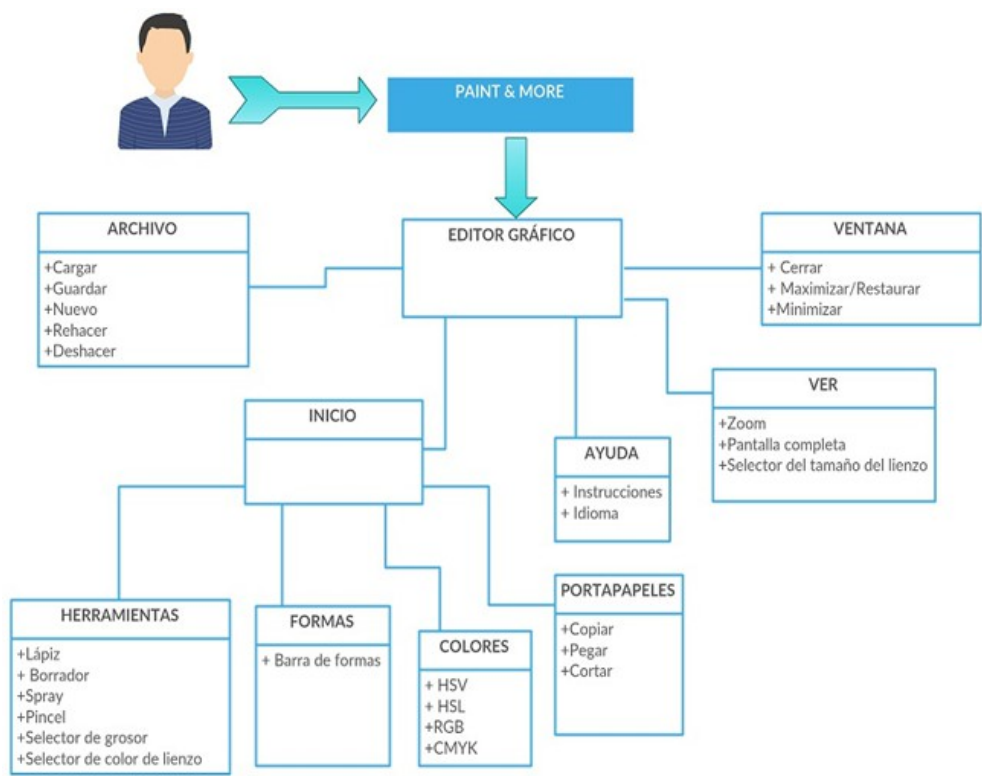 PAINT & MORE
EDITOR GRÁFICO
ARCHIVO
+Cargar
+Guardar
+Nuevo
+Rehacer
+Deshacer
VENTANA
+ Cerrar
+ Maximizar/Restaurar
+Minimizar
VER
+Zoom
+Pantalla completa
+Selector del tamaño del lienzo
INICIO
AYUDA
+ Instrucciones
+ Idioma
HERRAMIENTAS
+Lápiz
+ Borrador
+Spray
+Pincel
+Selector de grosor
+Selector de color de lienzo
FORMAS
+ Barra de formas
COLORES
+ HSV
+ HSL
+RGB
+CMYK
PORTAPAPELES
+Copiar
+Pegar
+Cortar